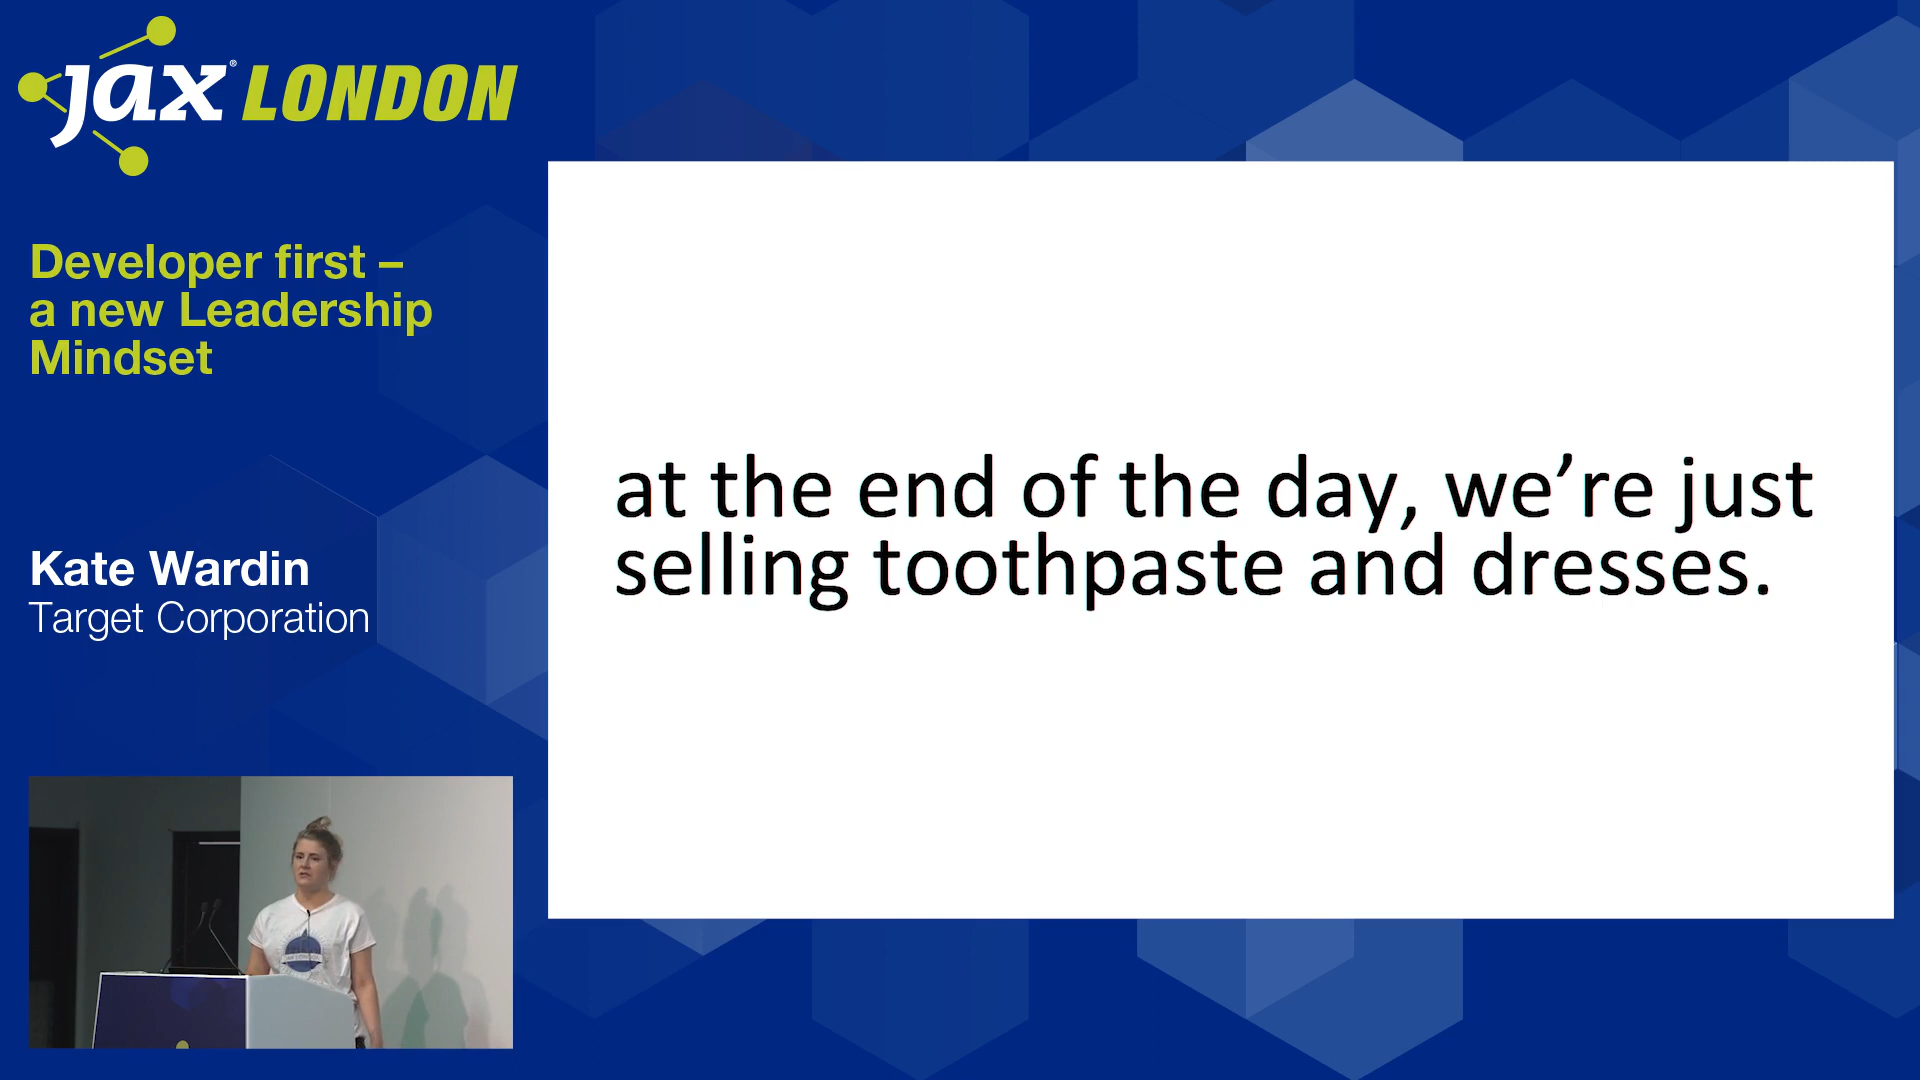 jax® LONDON
Developer first –
a new Leadership
Mindset
Kate Wardin
Target Corporation
at the end of the day, we’re just
selling toothpaste and dresses.